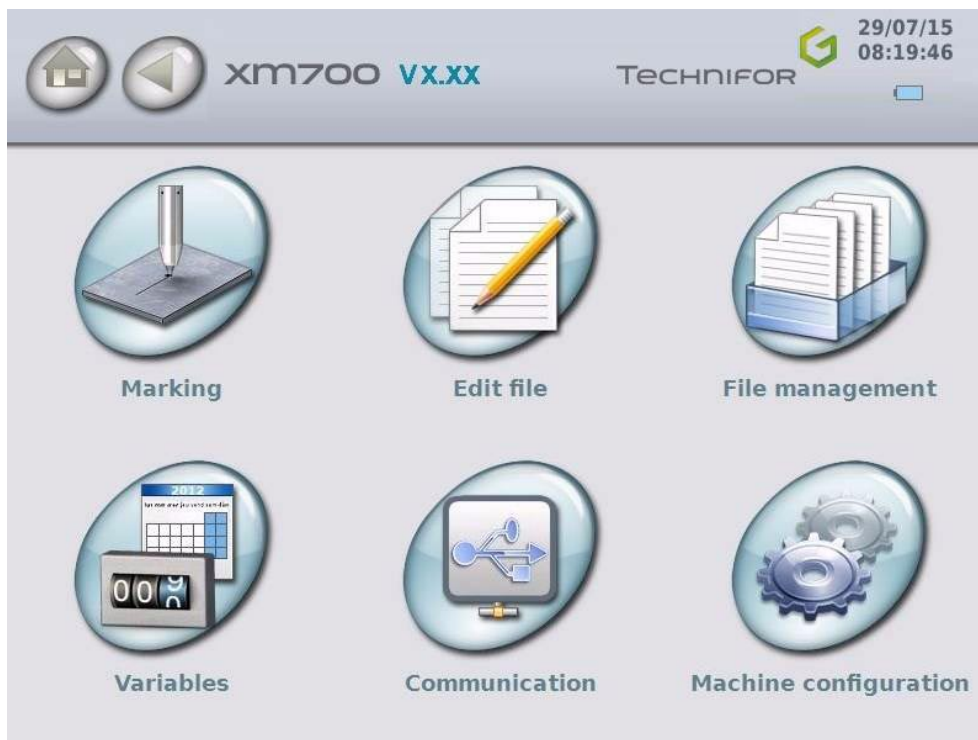 xm700 VX.XX
TECHNIFOR
29/07/15
08:19:46
Marking
Edit file
File management
2012
00
Variables
Communication
Machine configuration